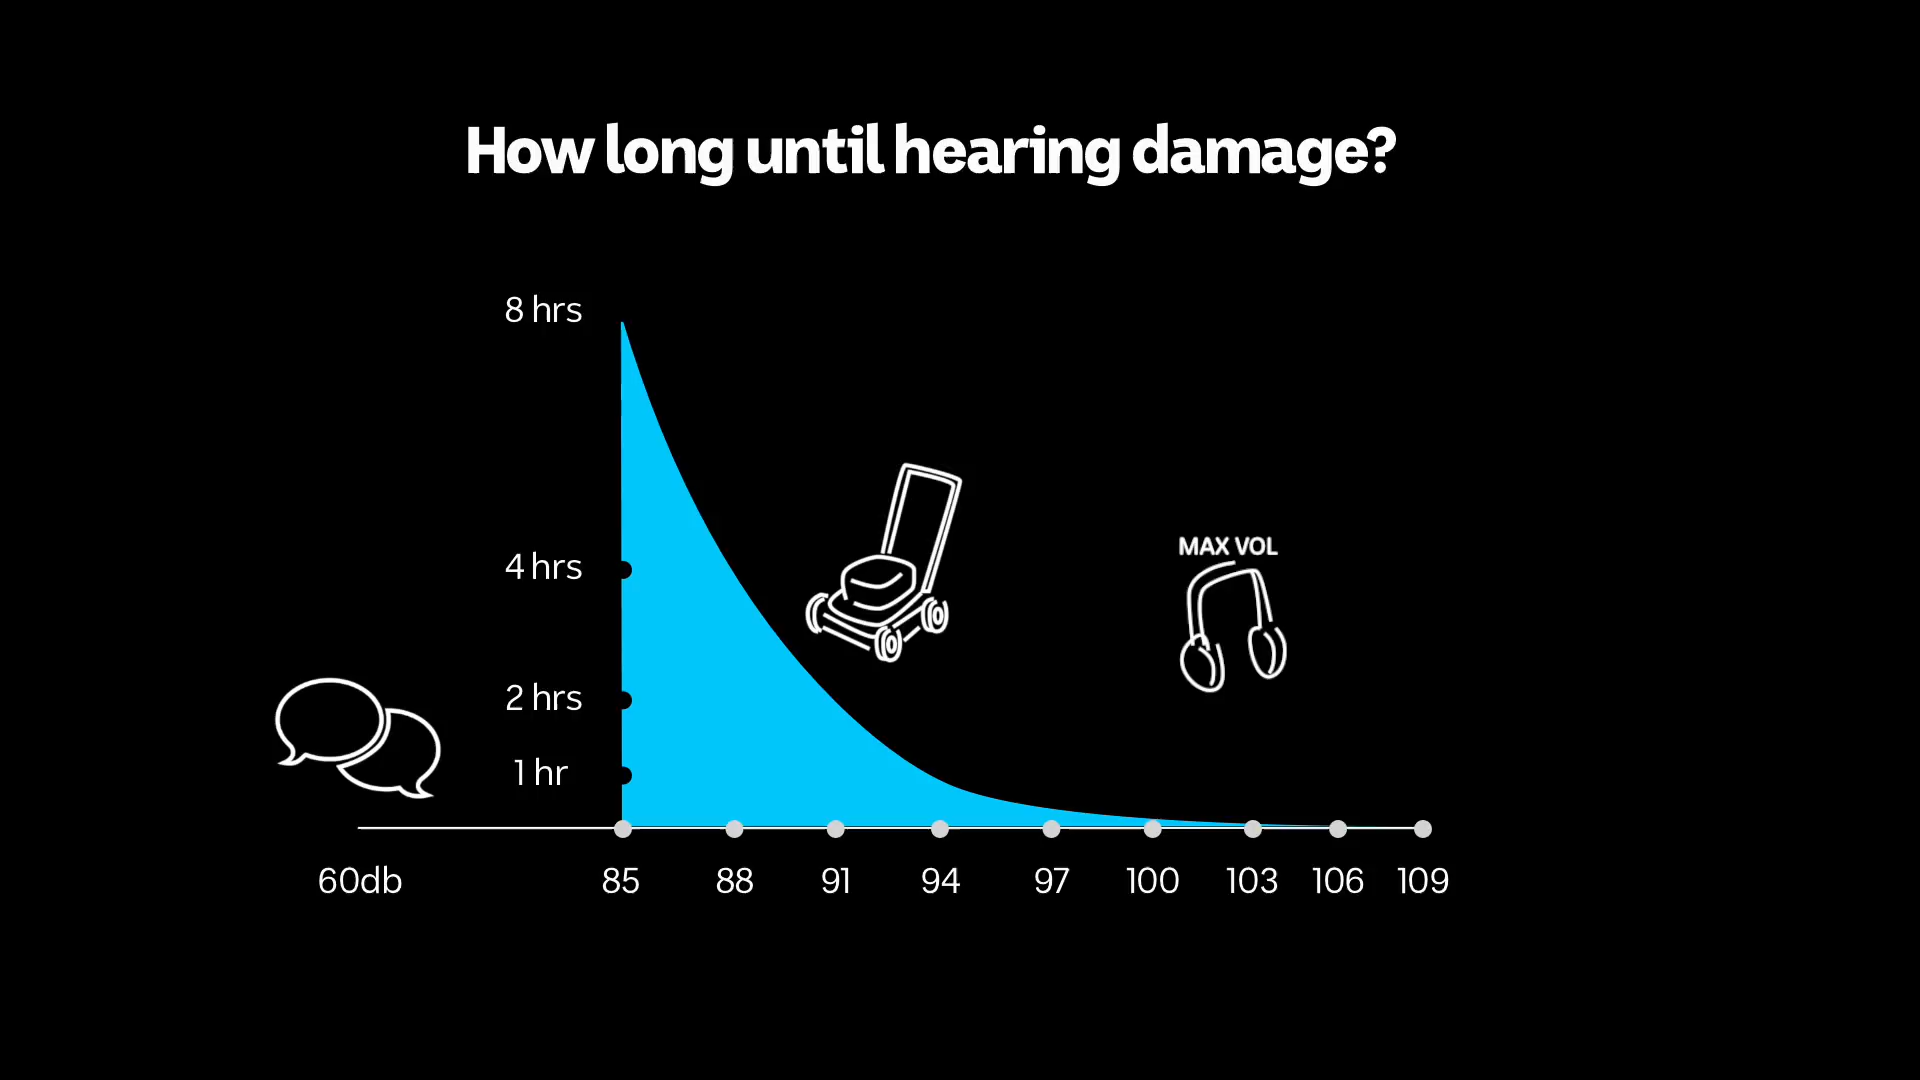 How long until hearing damage?
8 hrs
4 hrs
MAX VOL
2 hrs
1 hr
60db 85 88 91 94 97 100 103 106 109